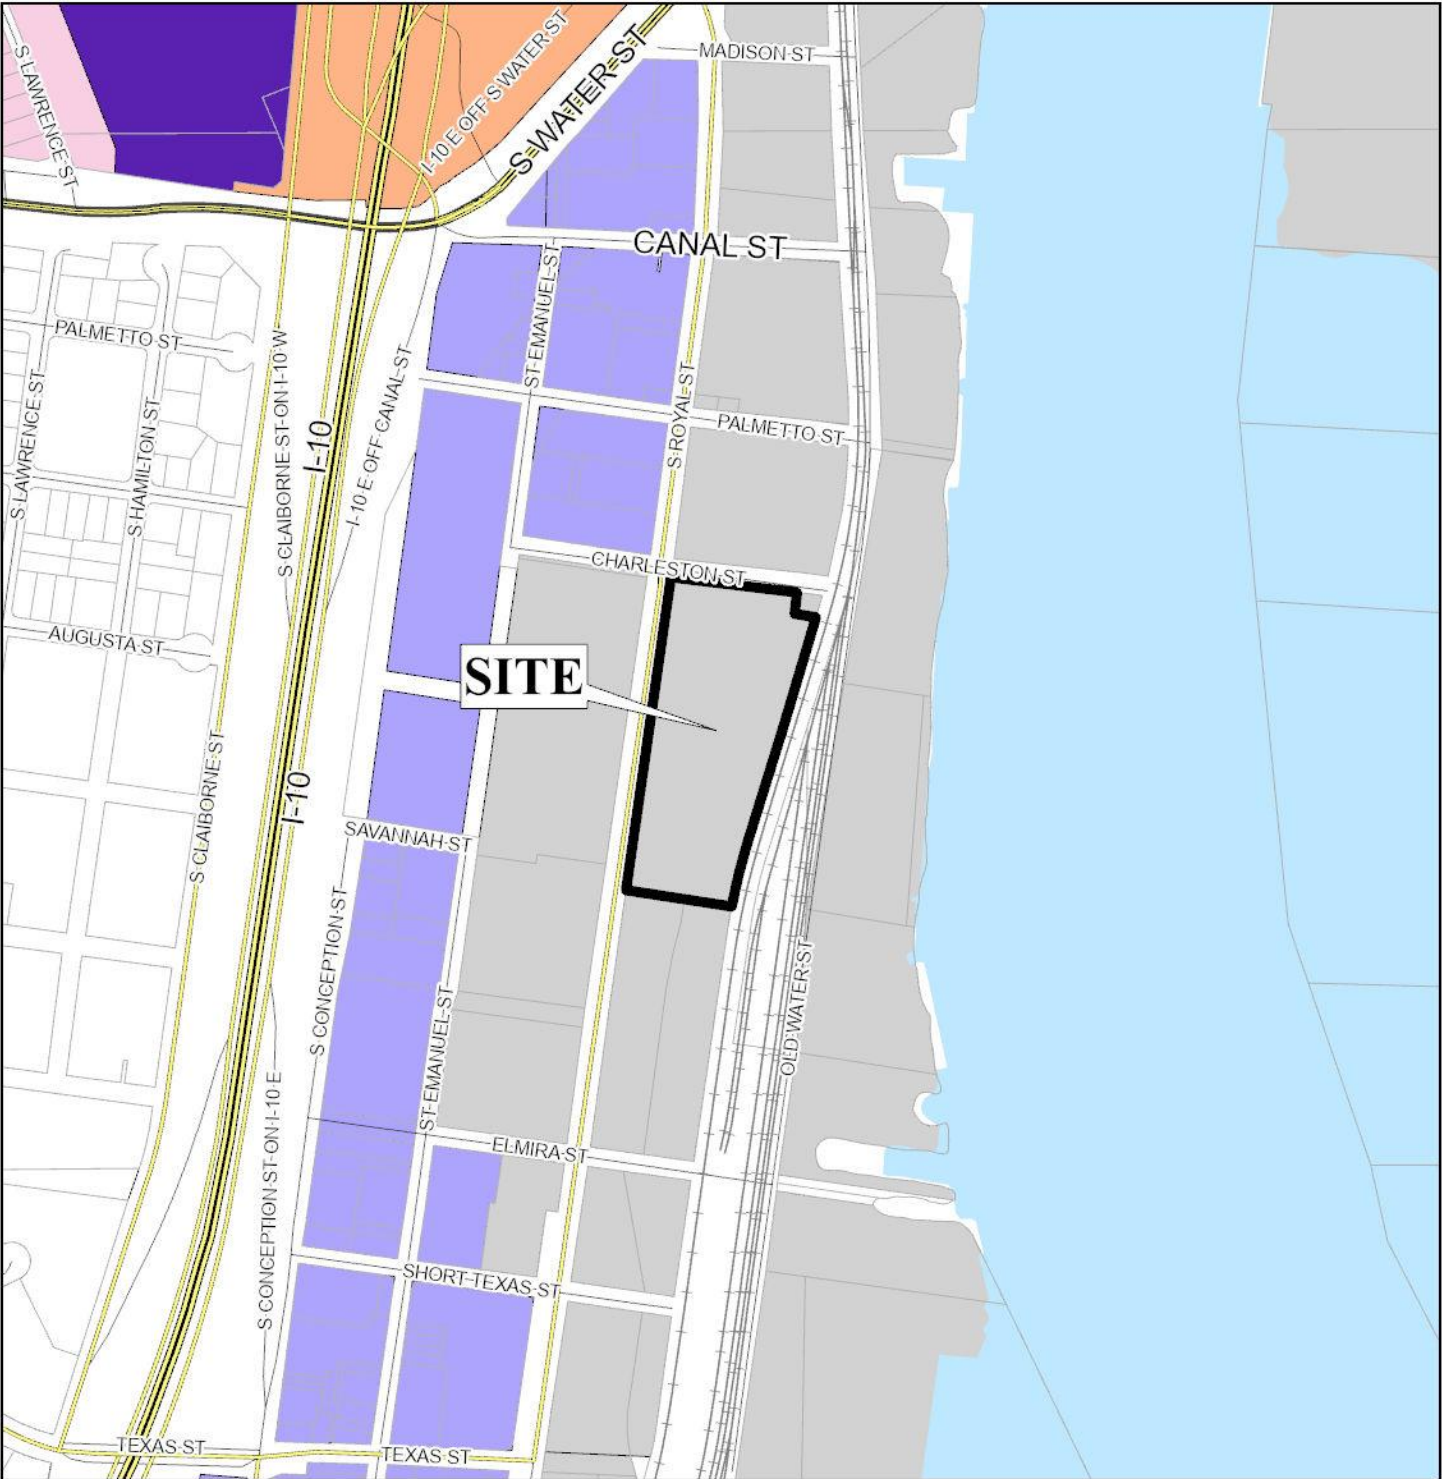 S LAWRENCE ST
I-10 E OFF S WATER ST
S WATER ST
MADISON ST
CANAL ST
PALMETTO ST
S LAWRENCE ST
S HAMILTON ST
S CLAIBORNE ST ON I-10 W
I-10
I-10 E OFF CANAL ST
ST EMANUEL ST
S ROYAL ST
PALMETTO ST
CHARLESTON ST
AUGUSTA ST
SITE
S CLAIBORNE ST
I-10
SAVANNAH ST
S CONCEPTION ST
ST EMANUEL ST
OLD WATER ST
S CONCEPTION ST ON I-10 E
ELMIRA ST
SHORT TEXAS ST
TEXAS ST
TEXAS ST